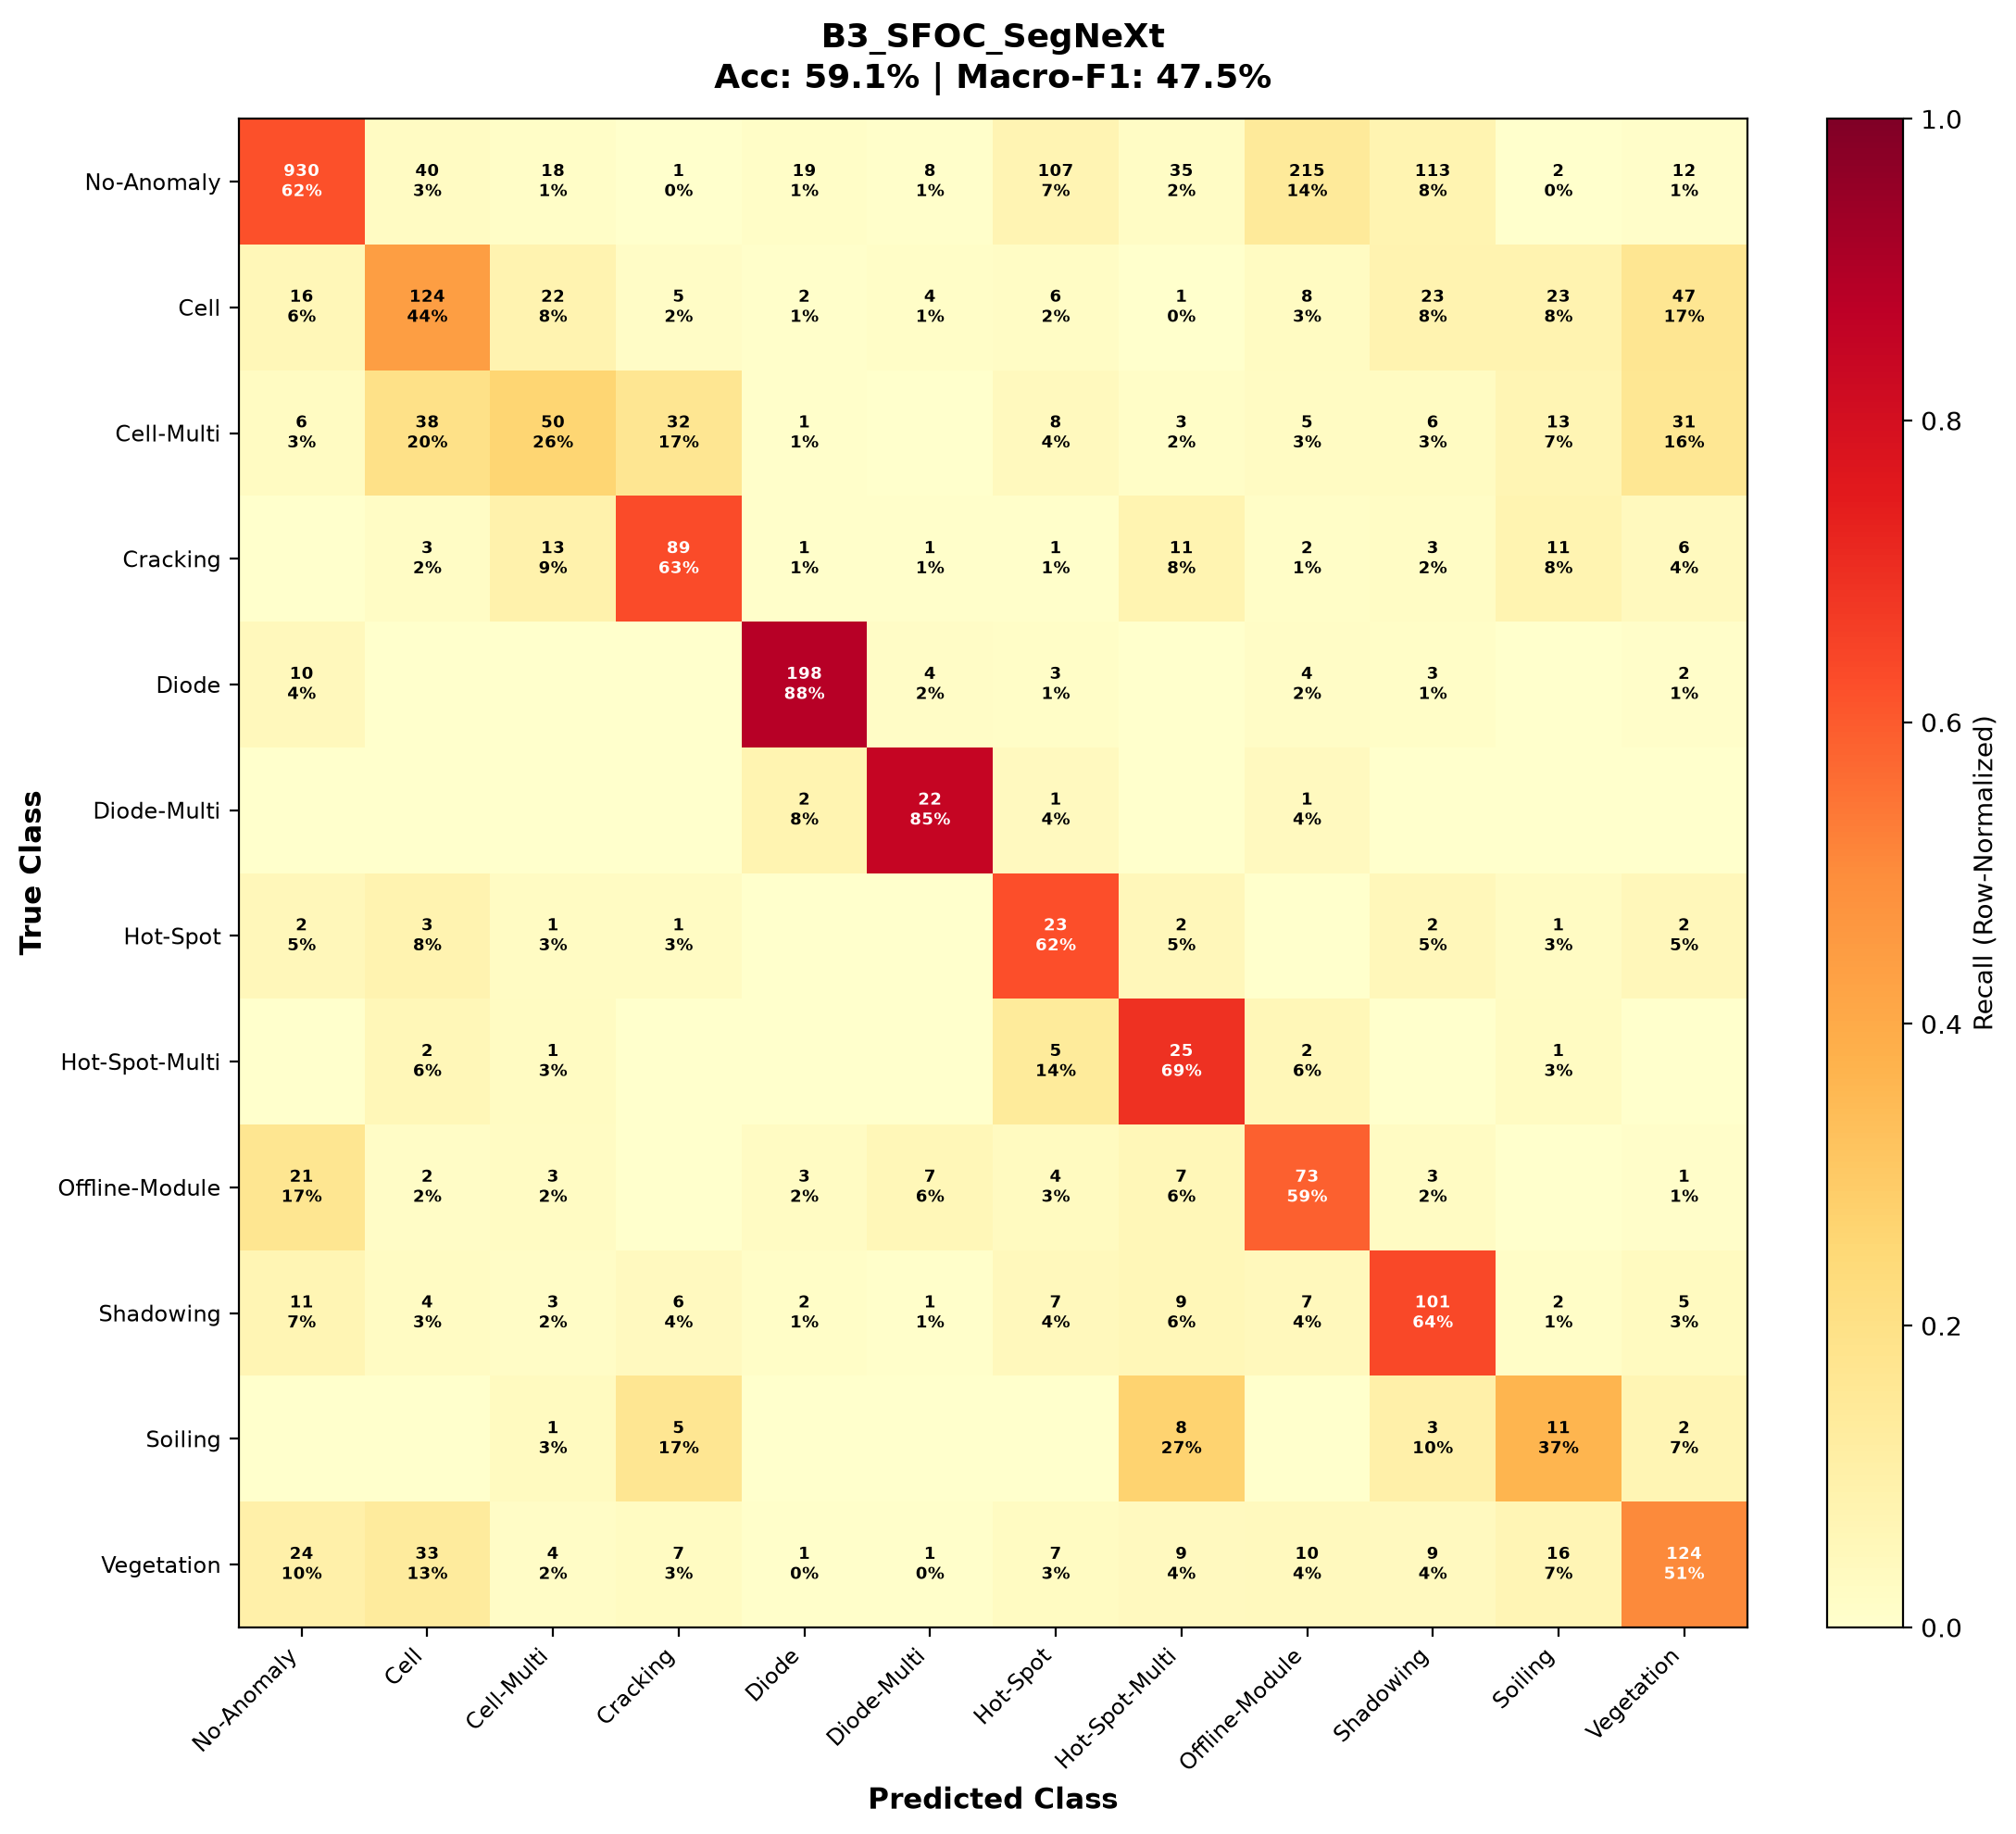 B3_SFOC_SegNeXt
Acc: 59.1% | Macro-F1: 47.5%
No-Anomaly
930 40 18 1 19 8 107 35 215 113 2 12
62% 3% 1% 0% 1% 1% 7% 2% 14% 8% 0% 1%
Cell
16 124 22 5 2 4 6 1 8 23 23 47
6% 44% 8% 2% 1% 1% 2% 0% 3% 8% 8% 17%
Cell-Multi
6 38 50 32 1 8 3 5 6 13 31
3% 20% 26% 17% 1% 4% 2% 3% 3% 7% 16%
Cracking
3 13 89 1 1 1 11 2 3 11 6
2% 9% 63% 1% 1% 1% 8% 1% 2% 8% 4%
Diode
10 198 4 3 4 3 2
4% 88% 2% 1% 2% 1% 1%
Diode-Multi
2 22 1 1
8% 85% 4% 4%
Hot-Spot
2 3 1 1 23 2 2 1 2
5% 8% 3% 3% 62% 5% 5% 3% 5%
Hot-Spot-Multi
2 1 5 25 2 1
6% 3% 14% 69% 6% 3%
Offline-Module
21 2 3 3 7 4 7 73 3 1
17% 2% 2% 2% 6% 3% 6% 59% 2% 1%
Shadowing
11 4 3 6 2 1 7 9 7 101 2 5
7% 3% 2% 4% 1% 1% 4% 6% 4% 64% 1% 3%
Soiling
1 5 8 3 11 2
3% 17% 27% 10% 37% 7%
Vegetation
24 33 4 7 1 1 7 9 10 9 16 124
10% 13% 2% 3% 0% 0% 3% 4% 4% 4% 7% 51%
True Class
No-Anomaly
Cell
Cell-Multi
Cracking
Diode
Diode-Multi
Hot-Spot
Hot-Spot-Multi
Offline-Module
Shadowing
Soiling
Vegetation
Predicted Class
1.0
0.8
0.6
0.4
0.2
0.0
Recall (Row-Normalized)